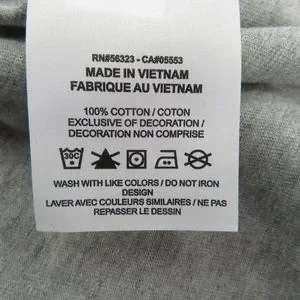 RN#56323 - CA#05553
MADE IN VIETNAM
FABRIQUE AU VIETNAM
100% COTTON / COTON
EXCLUSIVE OF DECORATION /
DECORATION NON COMPRISE
30C
WASH WITH LIKE COLORS / DO NOT IRON
DESIGN
LAVER AVEC COULEURS SIMILAIRES / NE PAS
REPASSER LE DESSIN